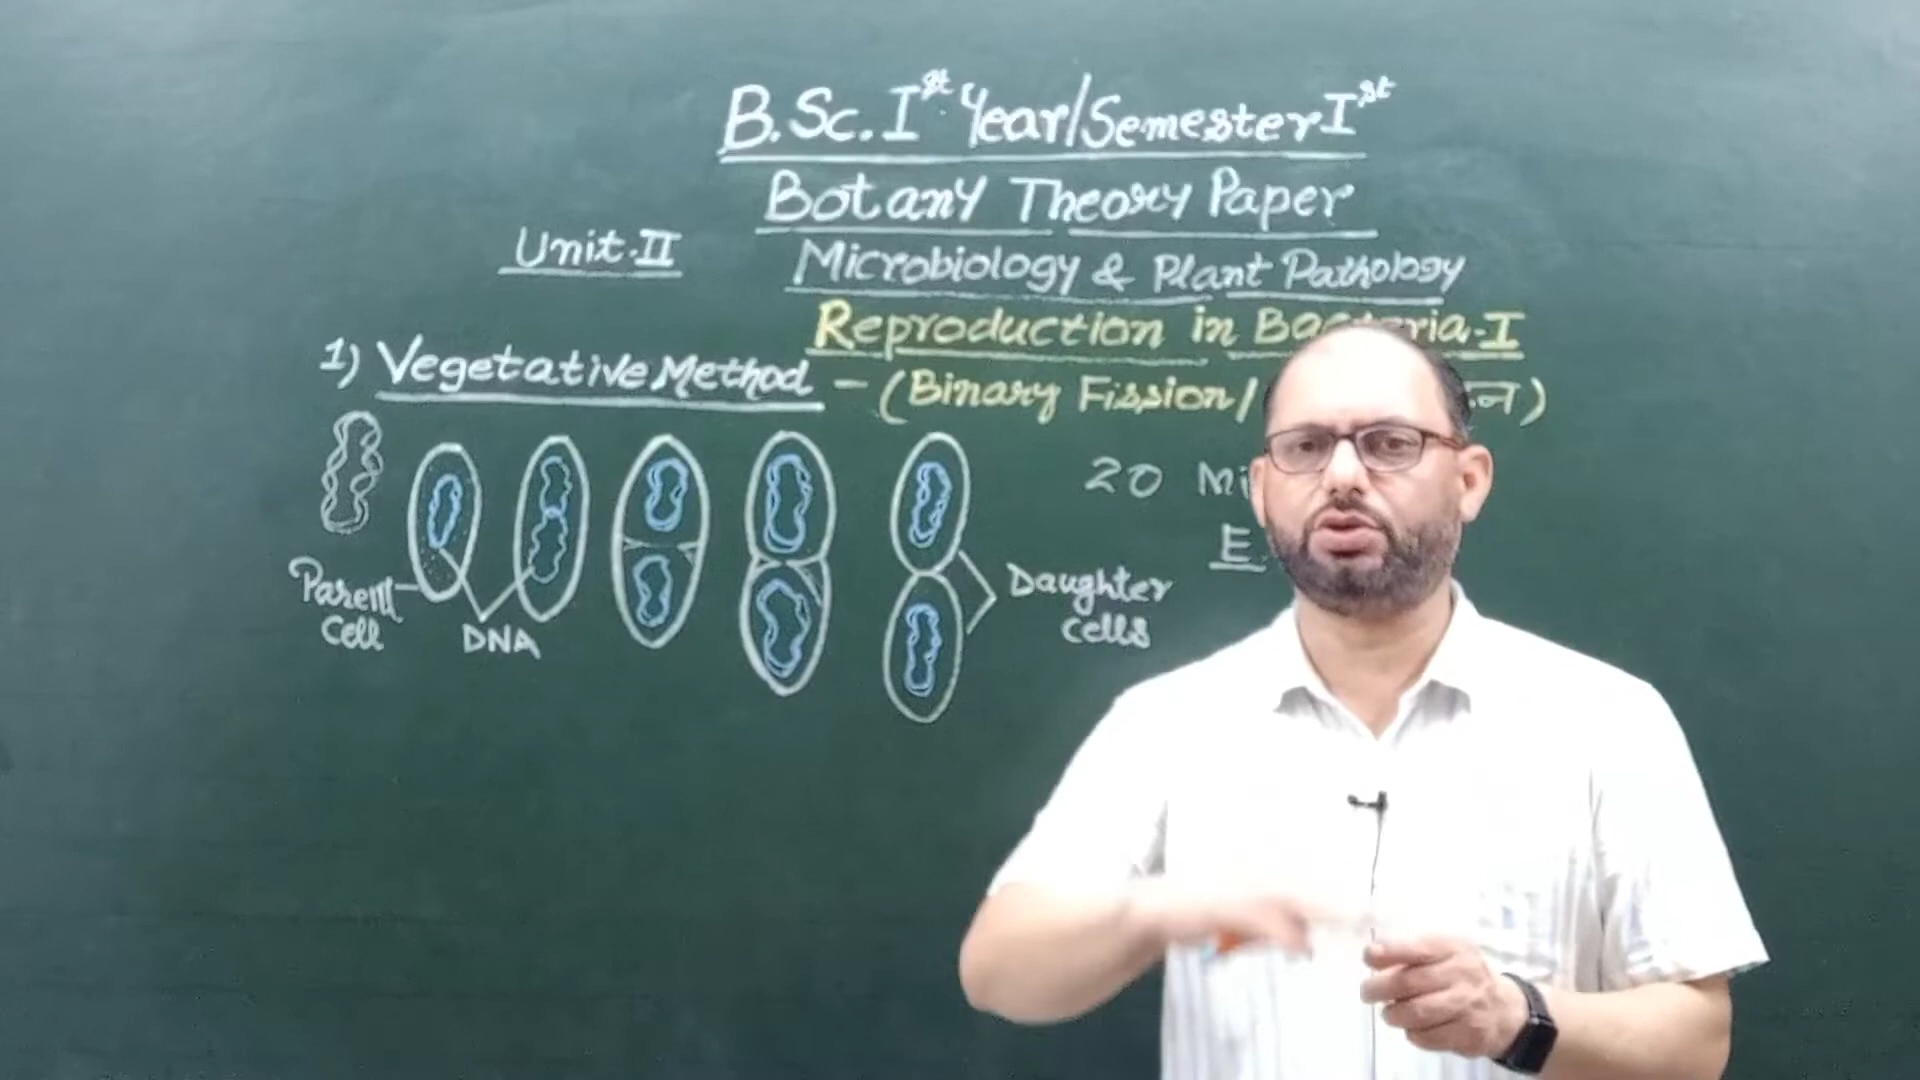 B.Sc. Ist Year/Semester Ist
Botany Theory Paper
Unit-II
Microbiology & Plant Pathology
Reproduction in Bacteria-I
1) Vegetative Method - (Binary Fission/
20
Parent Cell
DNA
Daughter Cells
E.